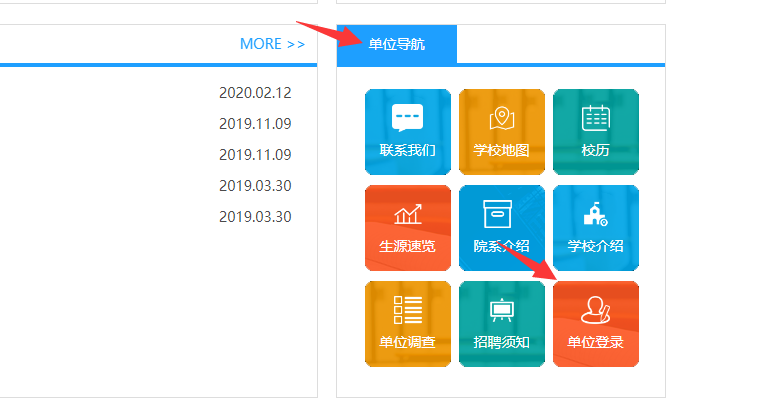 MORE >>
2020.02.12
2019.11.09
2019.11.09
2019.03.30
2019.03.30
单位导航
联系我们 学校地图 校历
生源速览 院系介绍 学校介绍
单位调查 招聘须知 单位登录